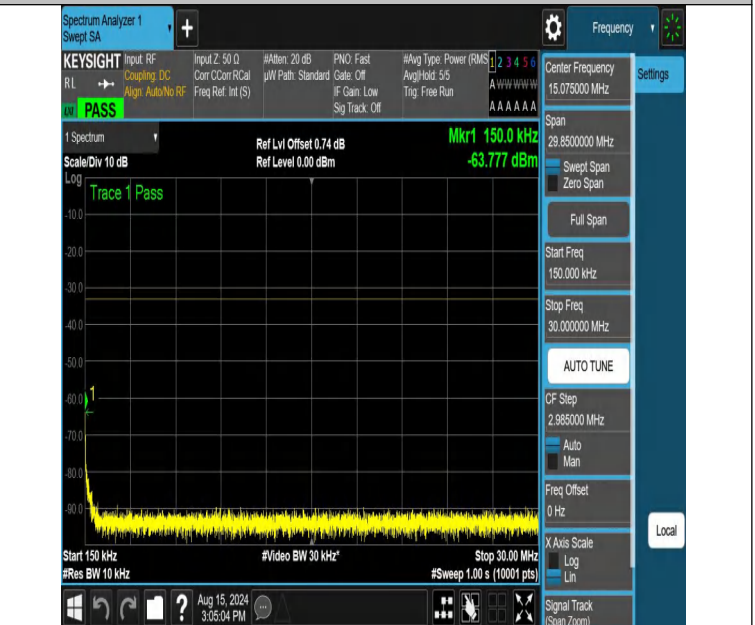 Spectrum Analyzer 1
Swept SA
+
Frequency
KEYSIGHT
RL
PASS
Input: RF
Coupling: DC
Align: Auto/No RF
Input Z: 50 Ω
Corr CCorr RCal
Freq Ref: Int (S)
#Atten: 20 dB
µW Path: Standard
PNO: Fast
Gate: Off
IF Gain: Low
Sig Track: Off
#Avg Type: Power (RMS
Avg|Hold: 5/5
Trig: Free Run
1 2 3 4 5 6
A W W W W W
A A A A A A
1 Spectrum
Scale/Div 10 dB
Ref Lvl Offset 0.74 dB
Ref Level 0.00 dBm
Mkr1 150.0 kHz
-63.777 dBm
Log
Trace 1 Pass
-10.0
-20.0
-30.0
-40.0
-50.0
-60.0
1
-70.0
-80.0
-90.0
Start 150 kHz
#Res BW 10 kHz
#Video BW 30 kHz*
Stop 30.00 MHz
#Sweep 1.00 s (10001 pts)
Aug 15, 2024
3:05:04 PM
?
Center Frequency
15.075000 MHz
Settings
Span
29.8500000 MHz
Swept Span
Zero Span
Full Span
Start Freq
150.000 kHz
Stop Freq
30.000000 MHz
AUTO TUNE
CF Step
2.985000 MHz
Auto
Man
Freq Offset
0 Hz
X Axis Scale
Log
Lin
Local
Signal Track
(Span Zoom)